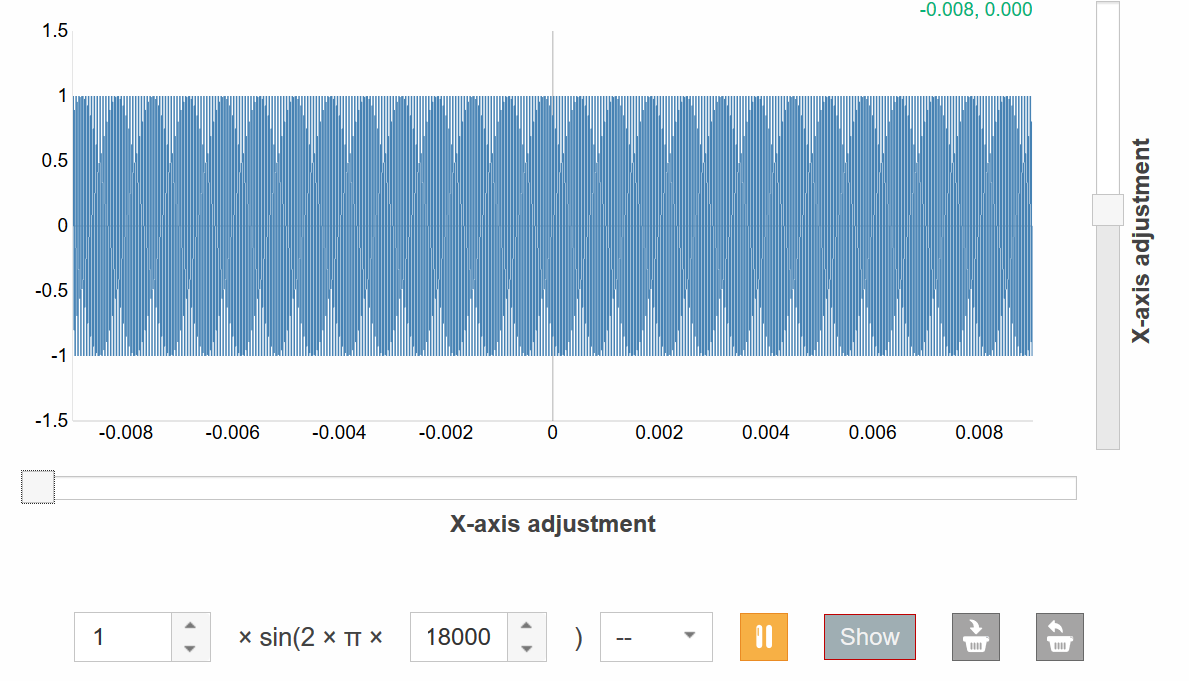 -0.008, 0.000
1.5
1
0.5
0
-0.5
-1
-1.5
-0.008 -0.006 -0.004 -0.002 0 0.002 0.004 0.006 0.008
X-axis adjustment
X-axis adjustment
1 × sin(2 × π × 18000 ) -- Show